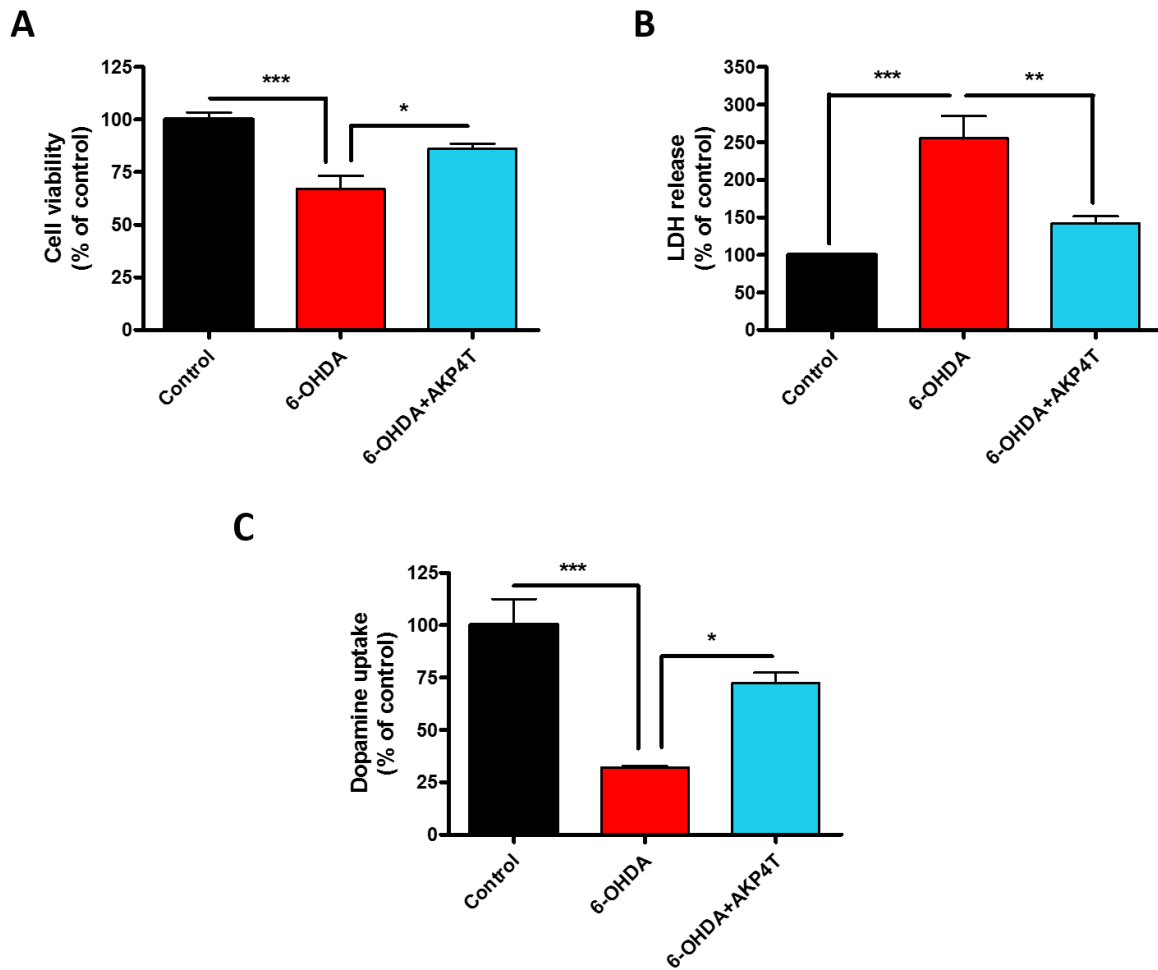 A
Cell viability
(% of control)
125
100
75
50
25
0
***
*
Control
6-OHDA
6-OHDA+AKP4T
B
LDH release
(% of control)
350
300
250
200
150
100
50
0
***
**
Control
6-OHDA
6-OHDA+AKP4T
C
Dopamine uptake
(% of control)
125
100
75
50
25
0
***
*
Control
6-OHDA
6-OHDA+AKP4T